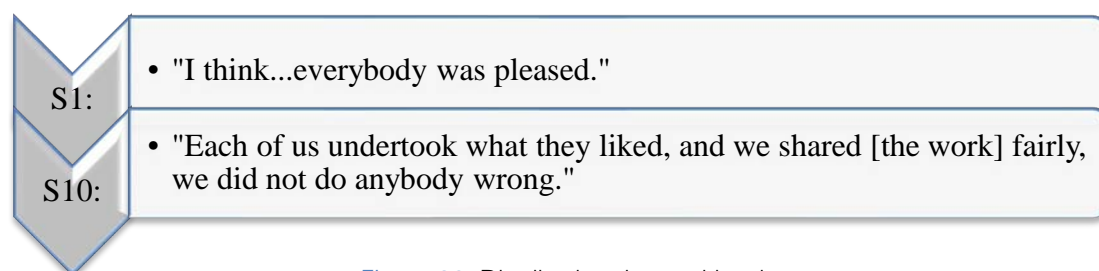 S1:
• "I think...everybody was pleased."
S10:
• "Each of us undertook what they liked, and we shared [the work] fairly,
we did not do anybody wrong."